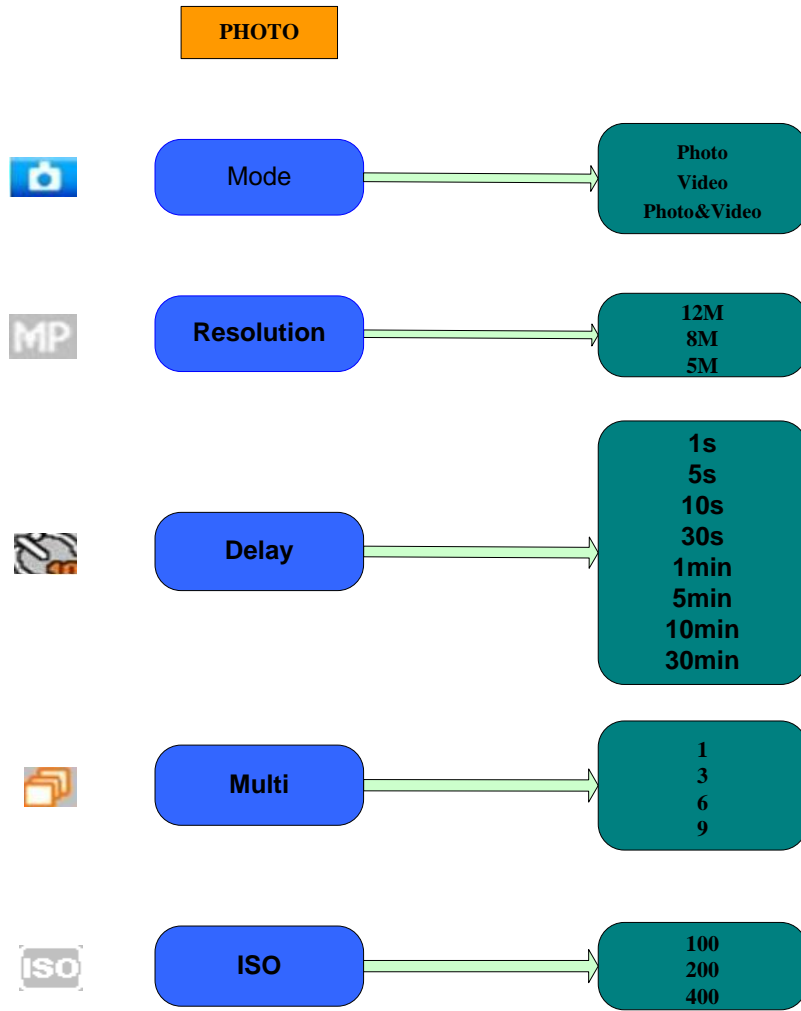 PHOTO
Mode
Photo
Video
Photo&Video
MP
Resolution
12M
8M
5M
Delay
1s
5s
10s
30s
1min
5min
10min
30min
Multi
1
3
6
9
ISO
ISO
100
200
400